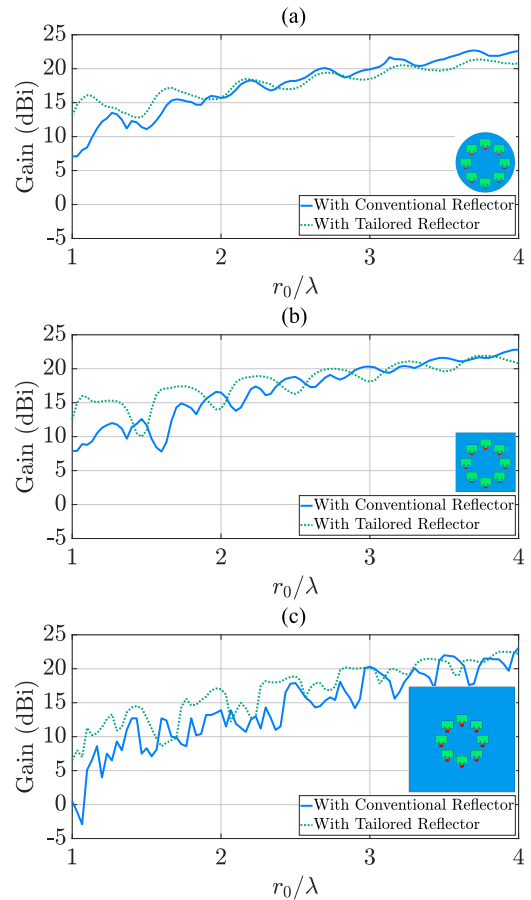 (a)
25
20
15
10
5
0
-5
Gain (dBi)
With Conventional Reflector
With Tailored Reflector
1 2 3 4
r₀/λ
(b)
25
20
15
10
5
0
-5
Gain (dBi)
With Conventional Reflector
With Tailored Reflector
1 2 3 4
r₀/λ
(c)
25
20
15
10
5
0
-5
Gain (dBi)
With Conventional Reflector
With Tailored Reflector
1 2 3 4
r₀/λ